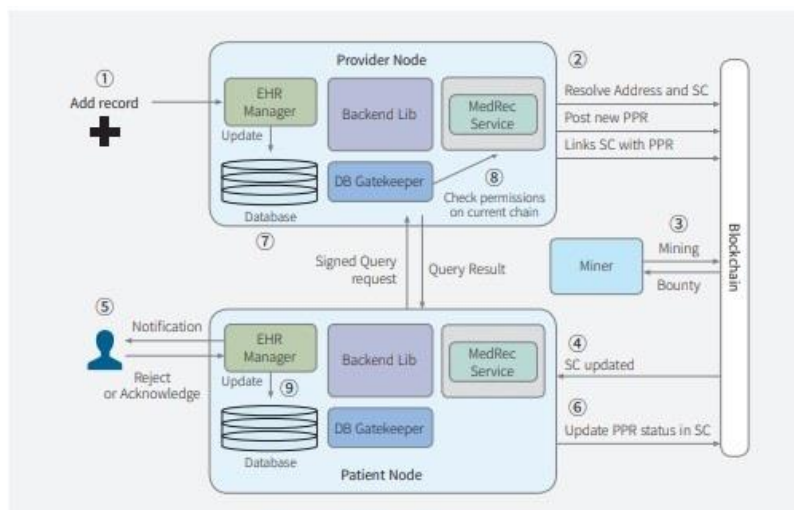 Provider Node
①
Add record
EHR
Manager
Update
Database
⑦
Backend Lib
DB Gatekeeper
MedRec
Service
⑧
Check permissions
on current chain
②
Resolve Address and SC
Post new PPR
Links SC with PPR
③
Mining
Miner
Bounty
Blockchain
Signed Query
request
Query Result
⑤
Notification
Reject
or Acknowledge
EHR
Manager
Update
⑨
Database
Backend Lib
DB Gatekeeper
MedRec
Service
Patient Node
④
SC updated
⑥
Update PPR status in SC